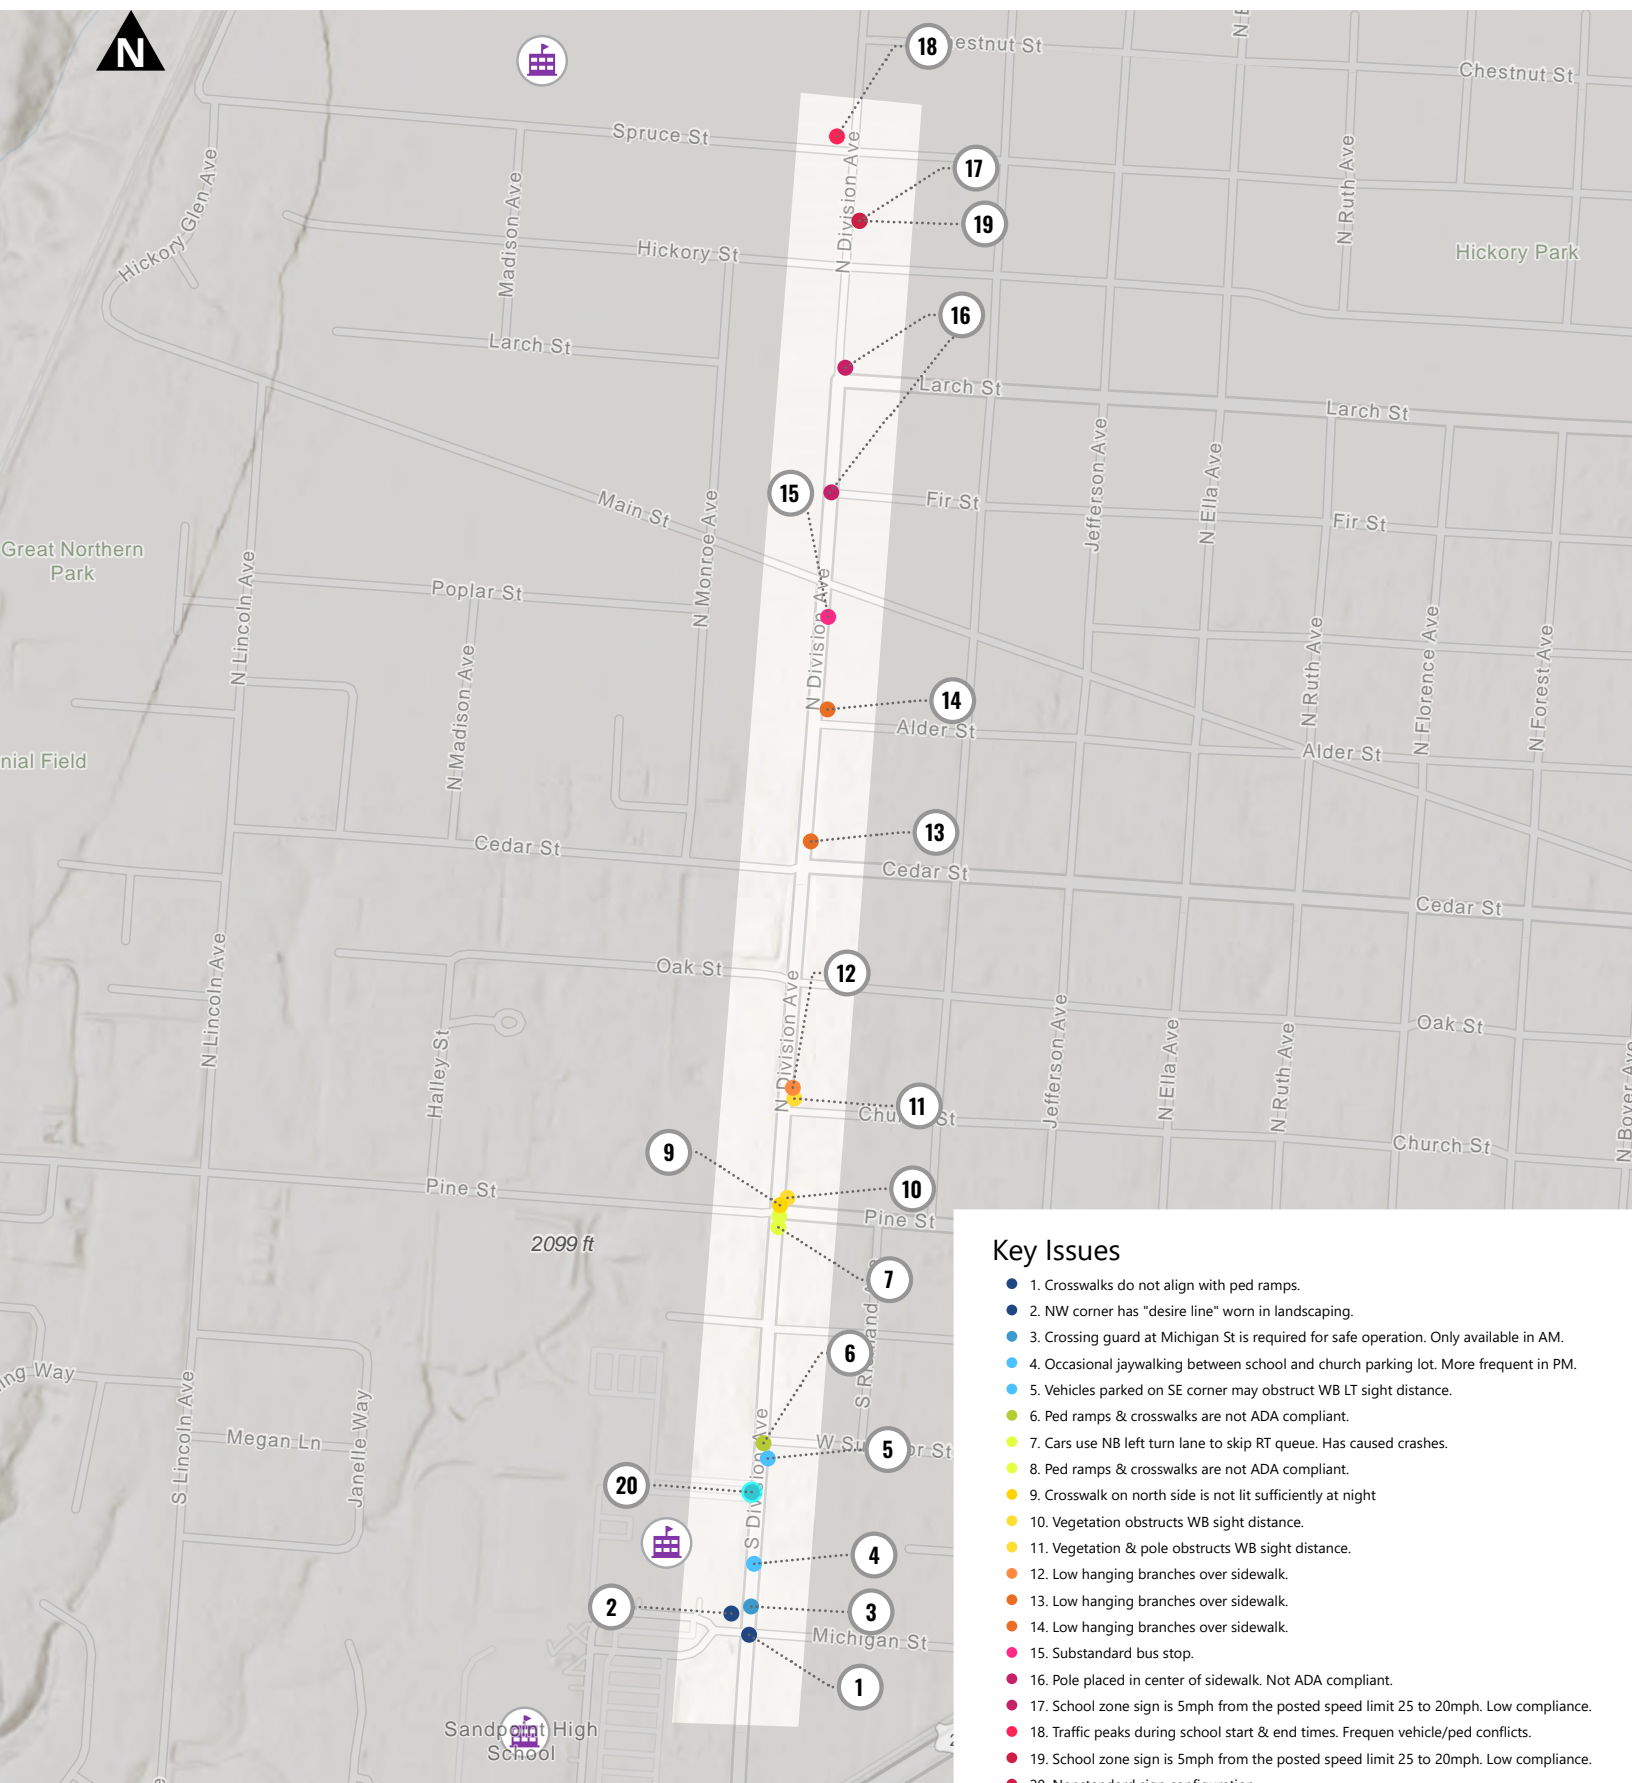 N
18
estnut St
N E
Chestnut St
Spruce St
N Division Ave
17
19
Hickory Glen Ave
Madison Ave
Hickory St
N Ruth Ave
Hickory Park
16
Larch St
Larch St
Larch St
15
Main St
N Monroe Ave
Fir St
Jefferson Ave
N Ella Ave
Fir St
Great Northern
Park
N Lincoln Ave
Poplar St
N Division Ave
N Madison Ave
14
Alder St
N Ruth Ave
N Florence Ave
N Forest Ave
Alder St
nial Field
13
Cedar St
Cedar St
Cedar St
Oak St
12
N Lincoln Ave
Halley St
N Division Ave
Jefferson Ave
N Ella Ave
N Ruth Ave
Oak St
N Boyer Ave
11
Chu
St
Church St
9
10
Pine St
Pine St
2099 ft
7
6
ng Way
S Lincoln Ave
Megan Ln
Janelle Way
S Division Ave
W Su
or St
5
20
4
2
3
Michigan St
1
Sandpoint High
School
2
Key Issues
1. Crosswalks do not align with ped ramps.
2. NW corner has "desire line" worn in landscaping.
3. Crossing guard at Michigan St is required for safe operation. Only available in AM.
4. Occasional jaywalking between school and church parking lot. More frequent in PM.
5. Vehicles parked on SE corner may obstruct WB LT sight distance.
6. Ped ramps & crosswalks are not ADA compliant.
7. Cars use NB left turn lane to skip RT queue. Has caused crashes.
8. Ped ramps & crosswalks are not ADA compliant.
9. Crosswalk on north side is not lit sufficiently at night
10. Vegetation obstructs WB sight distance.
11. Vegetation & pole obstructs WB sight distance.
12. Low hanging branches over sidewalk.
13. Low hanging branches over sidewalk.
14. Low hanging branches over sidewalk.
15. Substandard bus stop.
16. Pole placed in center of sidewalk. Not ADA compliant.
17. School zone sign is 5mph from the posted speed limit 25 to 20mph. Low compliance.
18. Traffic peaks during school start & end times. Frequen vehicle/ped conflicts.
19. School zone sign is 5mph from the posted speed limit 25 to 20mph. Low compliance.
20. Nonstandard sign configuration